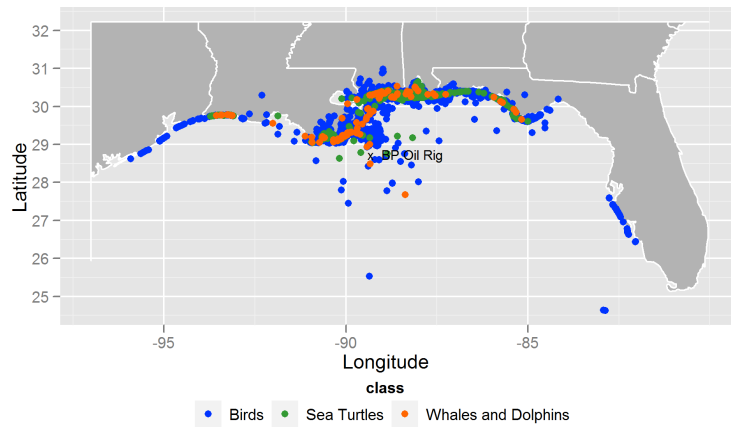 32
31
30
29
28
27
26
25
Latitude
x BP Oil Rig
-95
-90
-85
Longitude
class
Birds
Sea Turtles
Whales and Dolphins